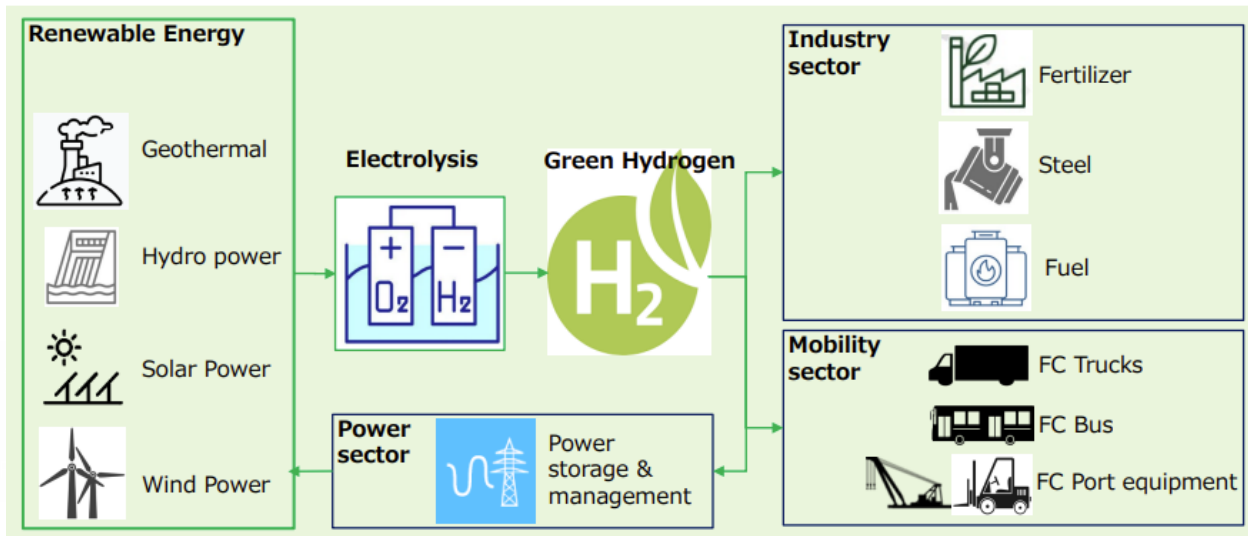 Renewable Energy
Geothermal
Hydro power
Solar Power
Wind Power
Electrolysis
+
−
O₂
H₂
Green Hydrogen
H₂
Power
sector
Power
storage &
management
Industry
sector
Fertilizer
Steel
Fuel
Mobility
sector
FC Trucks
FC Bus
FC Port equipment